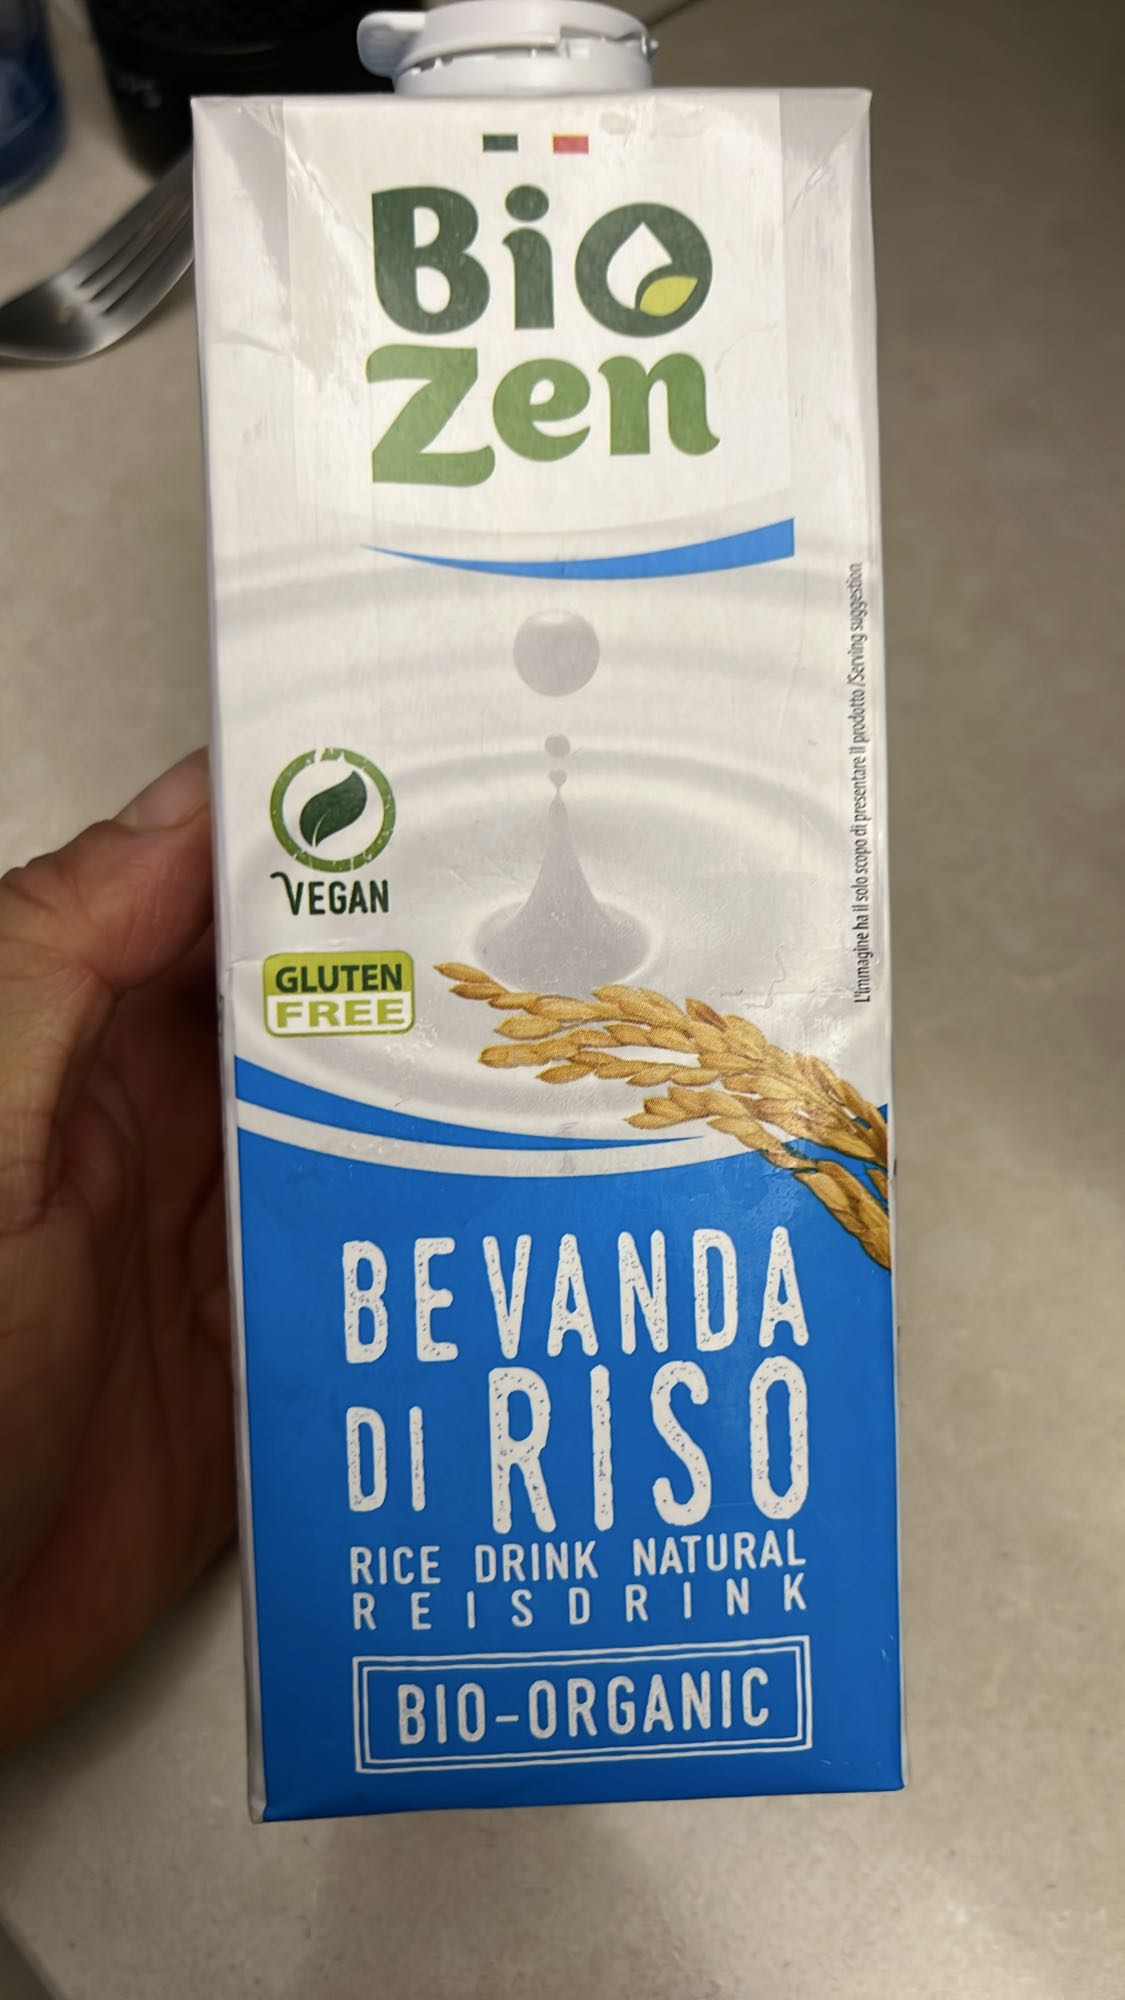 Bio
Zen
L'immagine ha il solo scopo di presentare il prodotto /Serving suggestion
VEGAN
GLUTEN
FREE
BEVANDA
DI RISO
RICE DRINK NATURAL
REISDRINK
BIO-ORGANIC